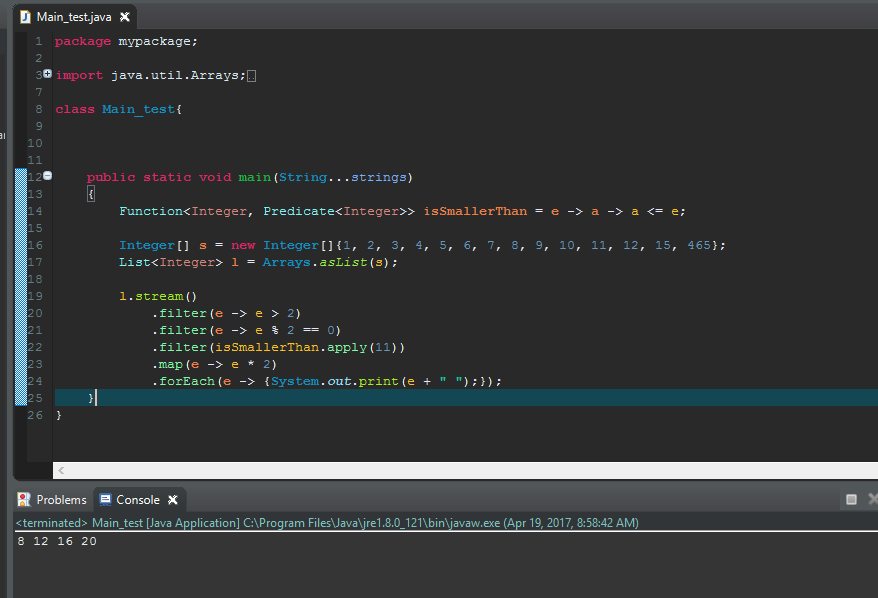 Main_test.java
1 package mypackage;
2
3 import java.util.Arrays;
7
8 class Main_test{
9
10
11
12 public static void main(String...strings)
13 {
14 Function<Integer, Predicate<Integer>> isSmallerThan = e -> a -> a <= e;
15
16 Integer[] s = new Integer[]{1, 2, 3, 4, 5, 6, 7, 8, 9, 10, 11, 12, 15, 465};
17 List<Integer> l = Arrays.asList(s);
18
19 l.stream()
20 .filter(e -> e > 2)
21 .filter(e -> e % 2 == 0)
22 .filter(isSmallerThan.apply(11))
23 .map(e -> e * 2)
24 .forEach(e -> {System.out.print(e + " ");});
25 }
26 }
Problems Console
<terminated> Main_test [Java Application] C:\Program Files\Java\jre1.8.0_121\bin\javaw.exe (Apr 19, 2017, 8:58:42 AM)
8 12 16 20